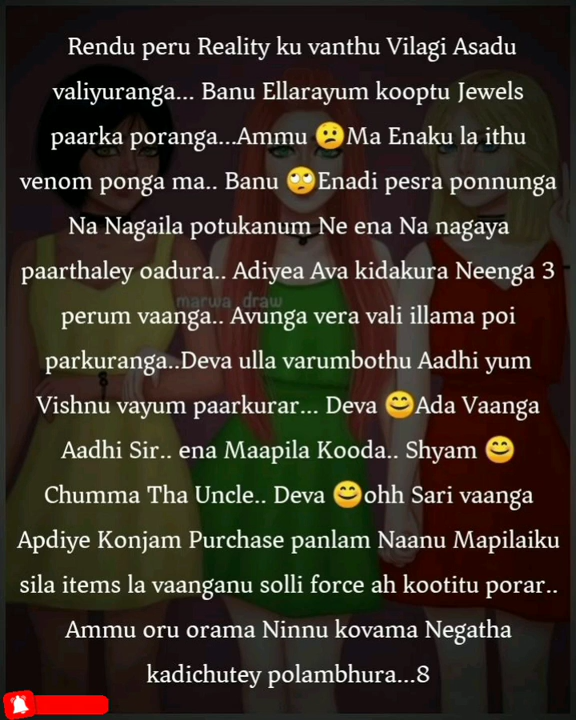 Rendu peru Reality ku vanthu Vilagi Asadu
valiyuranga... Banu Ellarayum kooptu Jewels
paarka poranga...Ammu 😕Ma Enaku la ithu
venom ponga ma.. Banu 🙄Enadi pesra ponnunga
Na Nagaila potukanum Ne ena Na nagaya
paarthaley oadura.. Adiyea Ava kidakura Neenga 3
marwa_draw
perum vaanga.. Avunga vera vali illama poi
parkuranga..Deva ulla varumbothu Aadhi yum
Vishnu vayum paarkurar... Deva 😊Ada Vaanga
Aadhi Sir.. ena Maapila Kooda.. Shyam 😊
Chumma Tha Uncle.. Deva 😊ohh Sari vaanga
Apdiye Konjam Purchase panlam Naanu Mapilaiku
sila items la vaanganu solli force ah kootitu porar..
Ammu oru orama Ninnu kovama Negatha
kadichutey polambhura...8